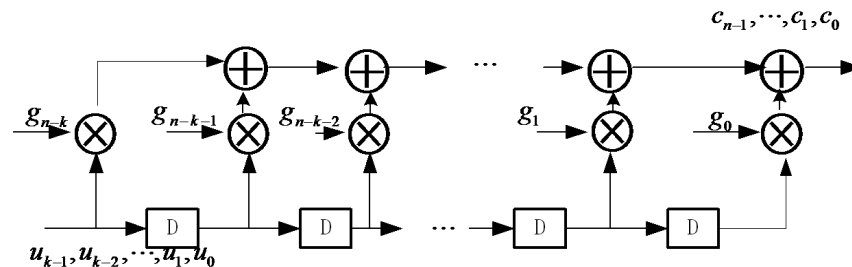 c_{n-1}, ⋯, c_1, c_0
⋯
g_{n-k}
g_{n-k-1}
g_{n-k-2}
g_1
g_0
D
D
⋯
D
D
u_{k-1}, u_{k-2}, ⋯, u_1, u_0